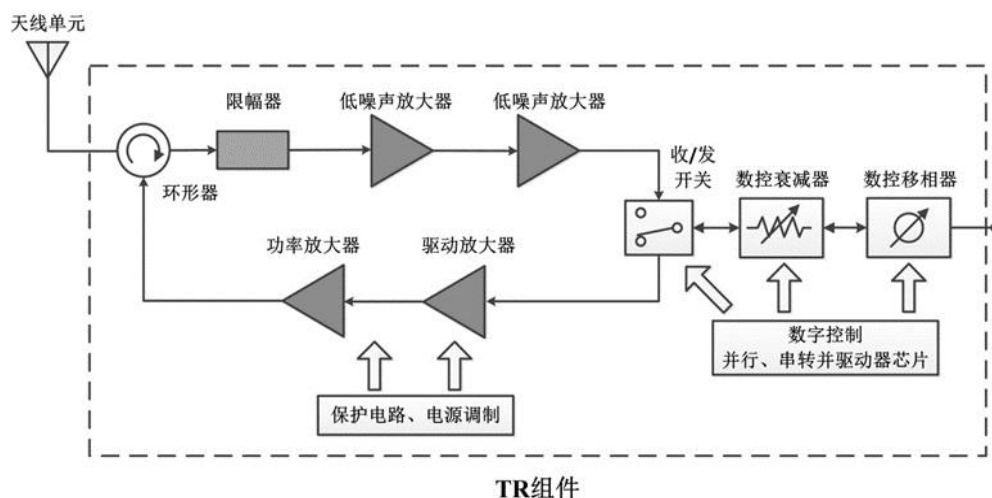 天线单元
限幅器
低噪声放大器
低噪声放大器
环形器
收/发
开关
数控衰减器
数控移相器
功率放大器
驱动放大器
数字控制
并行、串转并驱动器芯片
保护电路、电源调制
TR组件